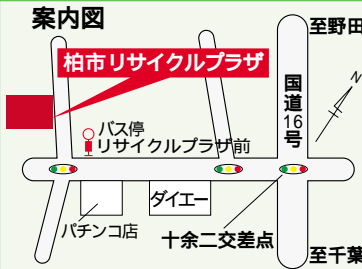 案内図
至野田
柏市リサイクルプラザ
国道16号
N
バス停
リサイクルプラザ前
ダイエー
パチンコ店
十余二交差点
至千葉